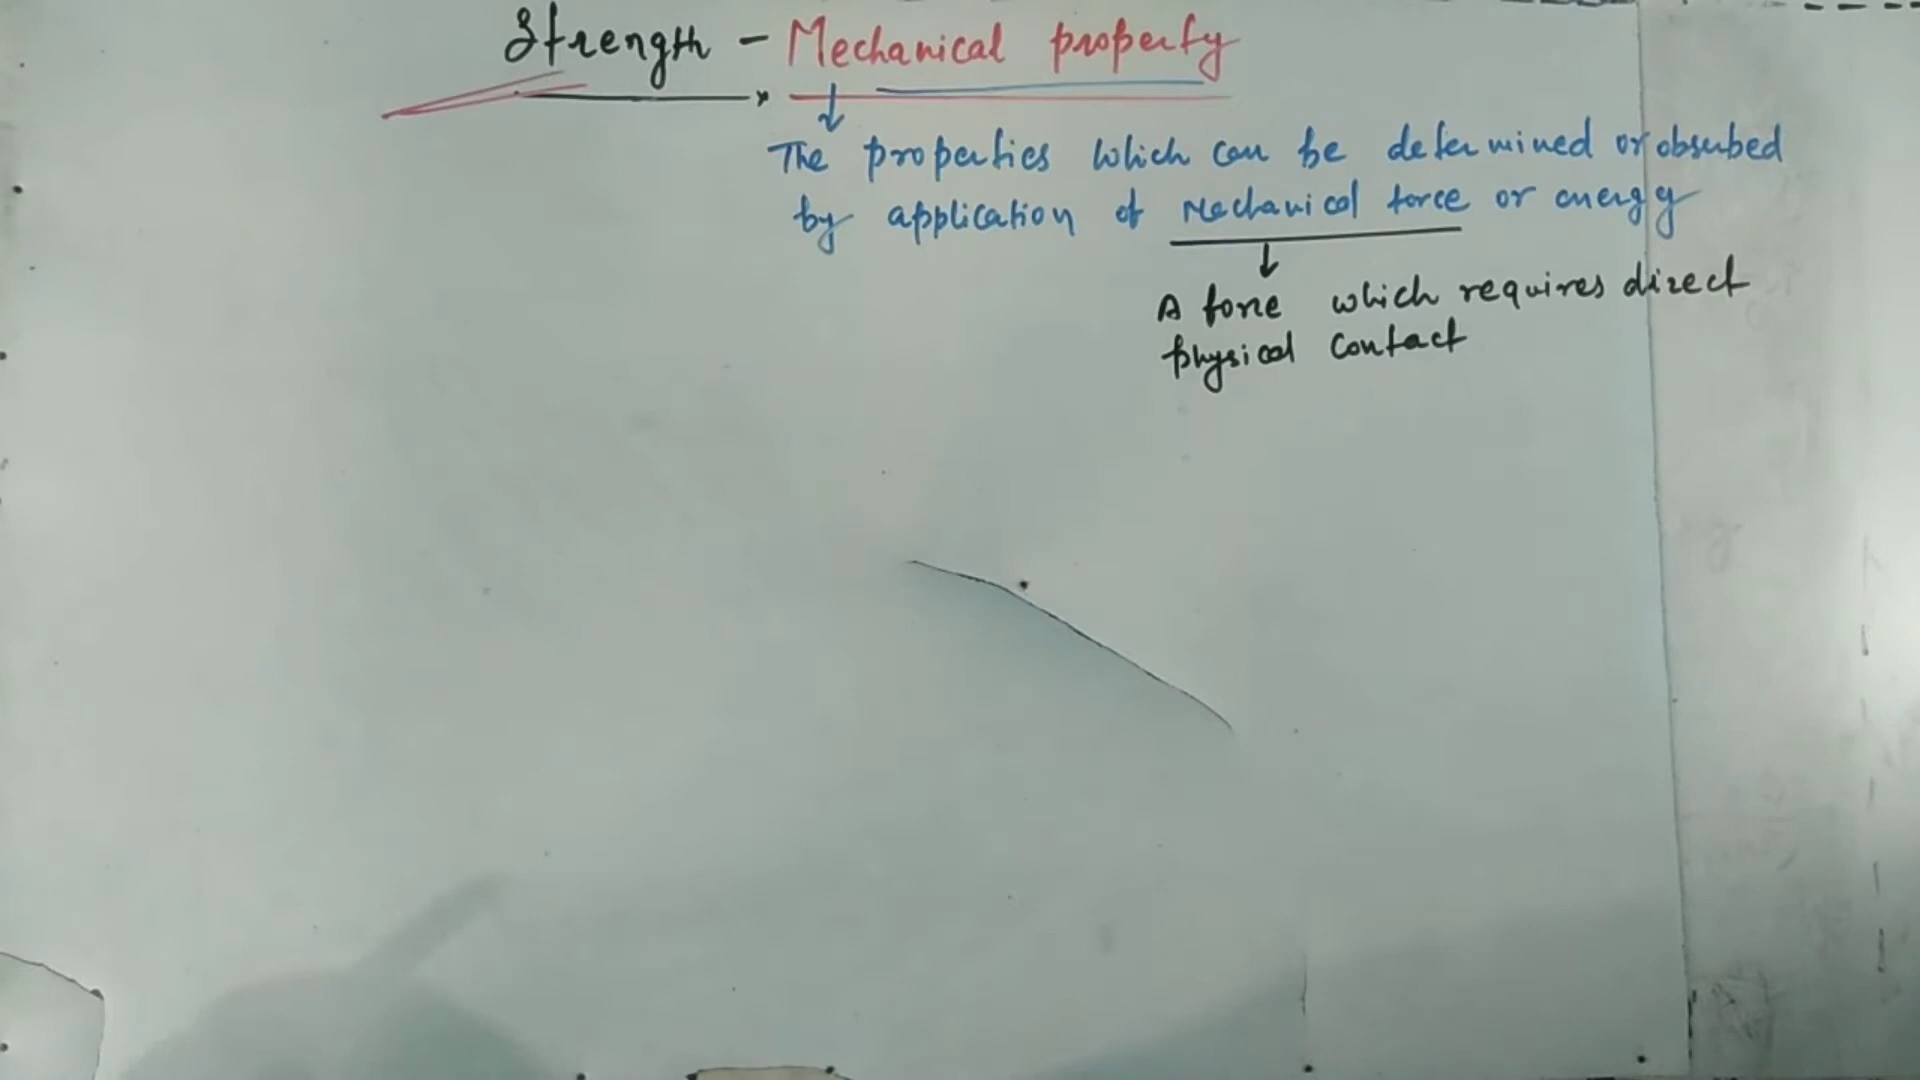 Strength - Mechanical property
The properties which can be determined or obserbed
by application of Mechanical force or energy
A force which requires direct
physical contact